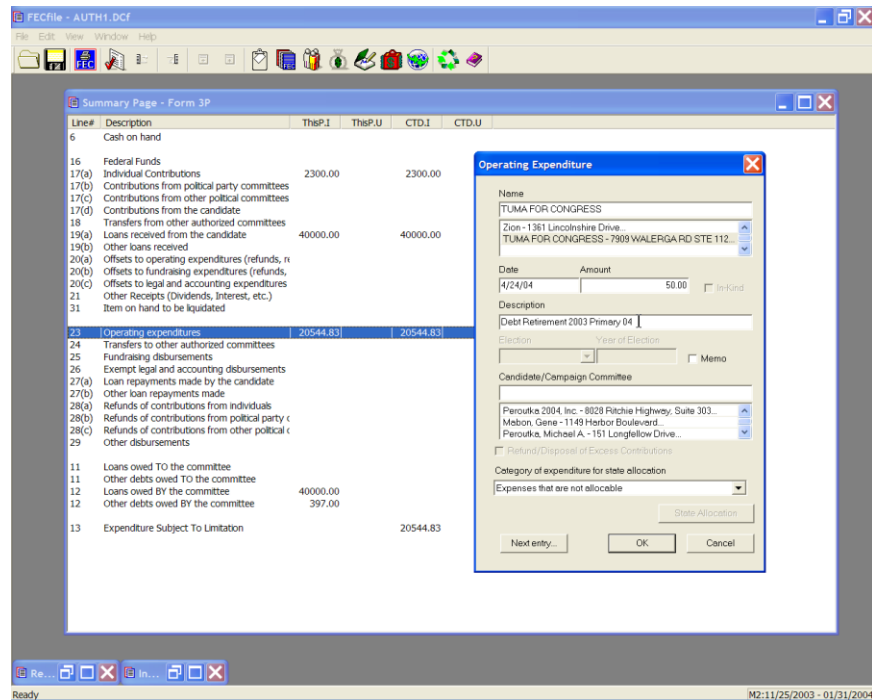 FECfile - AUTH1.DCf
File Edit View Window Help
FEC
Summary Page - Form 3P
Line# Description ThisP.I ThisP.U CTD.I CTD.U
6 Cash on hand
16 Federal Funds
17(a) Individual Contributions 2300.00 2300.00
17(b) Contributions from political party committees
17(c) Contributions from other political committees
17(d) Contributions from the candidate
18 Transfers from other authorized committees
19(a) Loans received from the candidate 40000.00 40000.00
19(b) Other loans received
20(a) Offsets to operating expenditures (refunds, re
20(b) Offsets to fundraising expenditures (refunds,
20(c) Offsets to legal and accounting expenditures
21 Other Receipts (Dividends, Interest, etc.)
31 Item on hand to be liquidated
23 Operating expenditures 20544.83 20544.83
24 Transfers to other authorized committees
25 Fundraising disbursements
26 Exempt legal and accounting disbursements
27(a) Loan repayments made by the candidate
27(b) Other loan repayments made
28(a) Refunds of contributions from individuals
28(b) Refunds of contributions from political party c
28(c) Refunds of contributions from other political c
29 Other disbursements
11 Loans owed TO the committee
11 Other debts owed TO the committee
12 Loans owed BY the committee 40000.00
12 Other debts owed BY the committee 397.00
13 Expenditure Subject To Limitation 20544.83
Operating Expenditure
Name
TUMA FOR CONGRESS
Zion - 1361 Lincolnshire Drive...
TUMA FOR CONGRESS - 7909 WALERGA RD STE 112...
Date Amount
4/24/04 50.00 In-Kind
Description
Debt Retirement 2003 Primary 04
Election Year of Election
Memo
Candidate/Campaign Committee
Peroutka 2004, Inc. - 8028 Ritchie Highway, Suite 303...
Mabon, Gene - 1149 Harbor Boulevard...
Peroutka, Michael A. - 151 Longfellow Drive...
Refund/Disposal of Excess Contributions
Category of expenditure for state allocation
Expenses that are not allocable
State Allocation
Next entry... OK Cancel
Re... In...
Ready M2:11/25/2003 - 01/31/2004